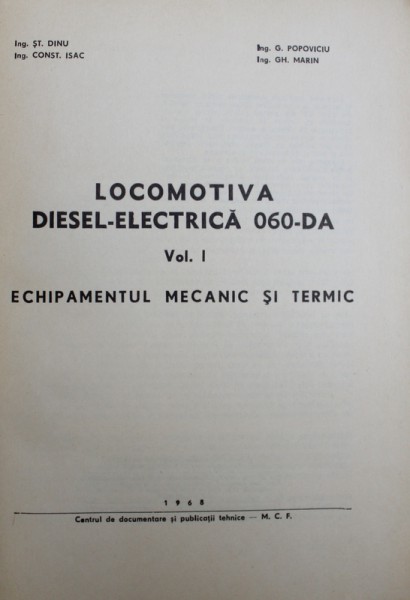 Ing. ȘT. DINU
Ing. CONST. ISAC
Ing. G. POPOVICIU
Ing. GH. MARIN
LOCOMOTIVA
DIESEL-ELECTRICĂ 060-DA
Vol. I
ECHIPAMENTUL MECANIC ȘI TERMIC
1968
Centrul de documentare și publicații tehnice — M. C. F.